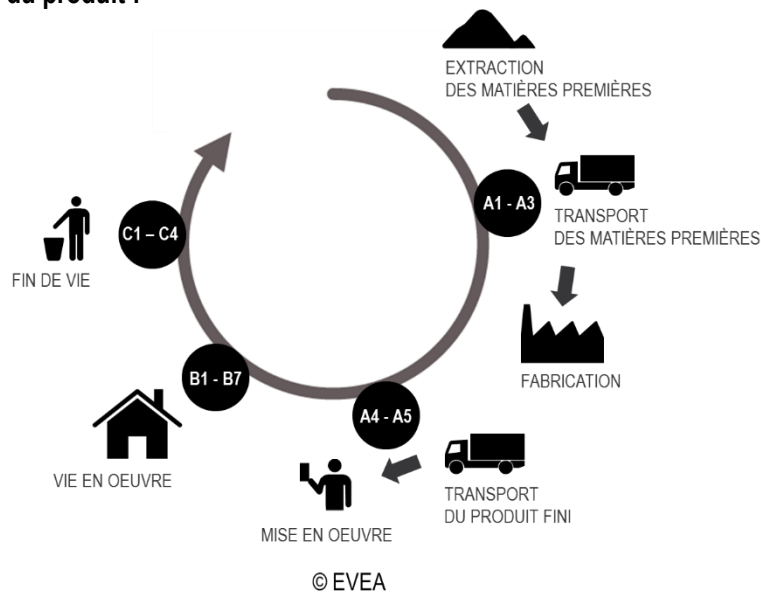 du produit :
EXTRACTION
DES MATIÈRES PREMIÈRES
A1 - A3
TRANSPORT
DES MATIÈRES PREMIÈRES
FABRICATION
A4 - A5
TRANSPORT
DU PRODUIT FINI
MISE EN OEUVRE
B1 - B7
VIE EN OEUVRE
C1 – C4
FIN DE VIE
© EVEA